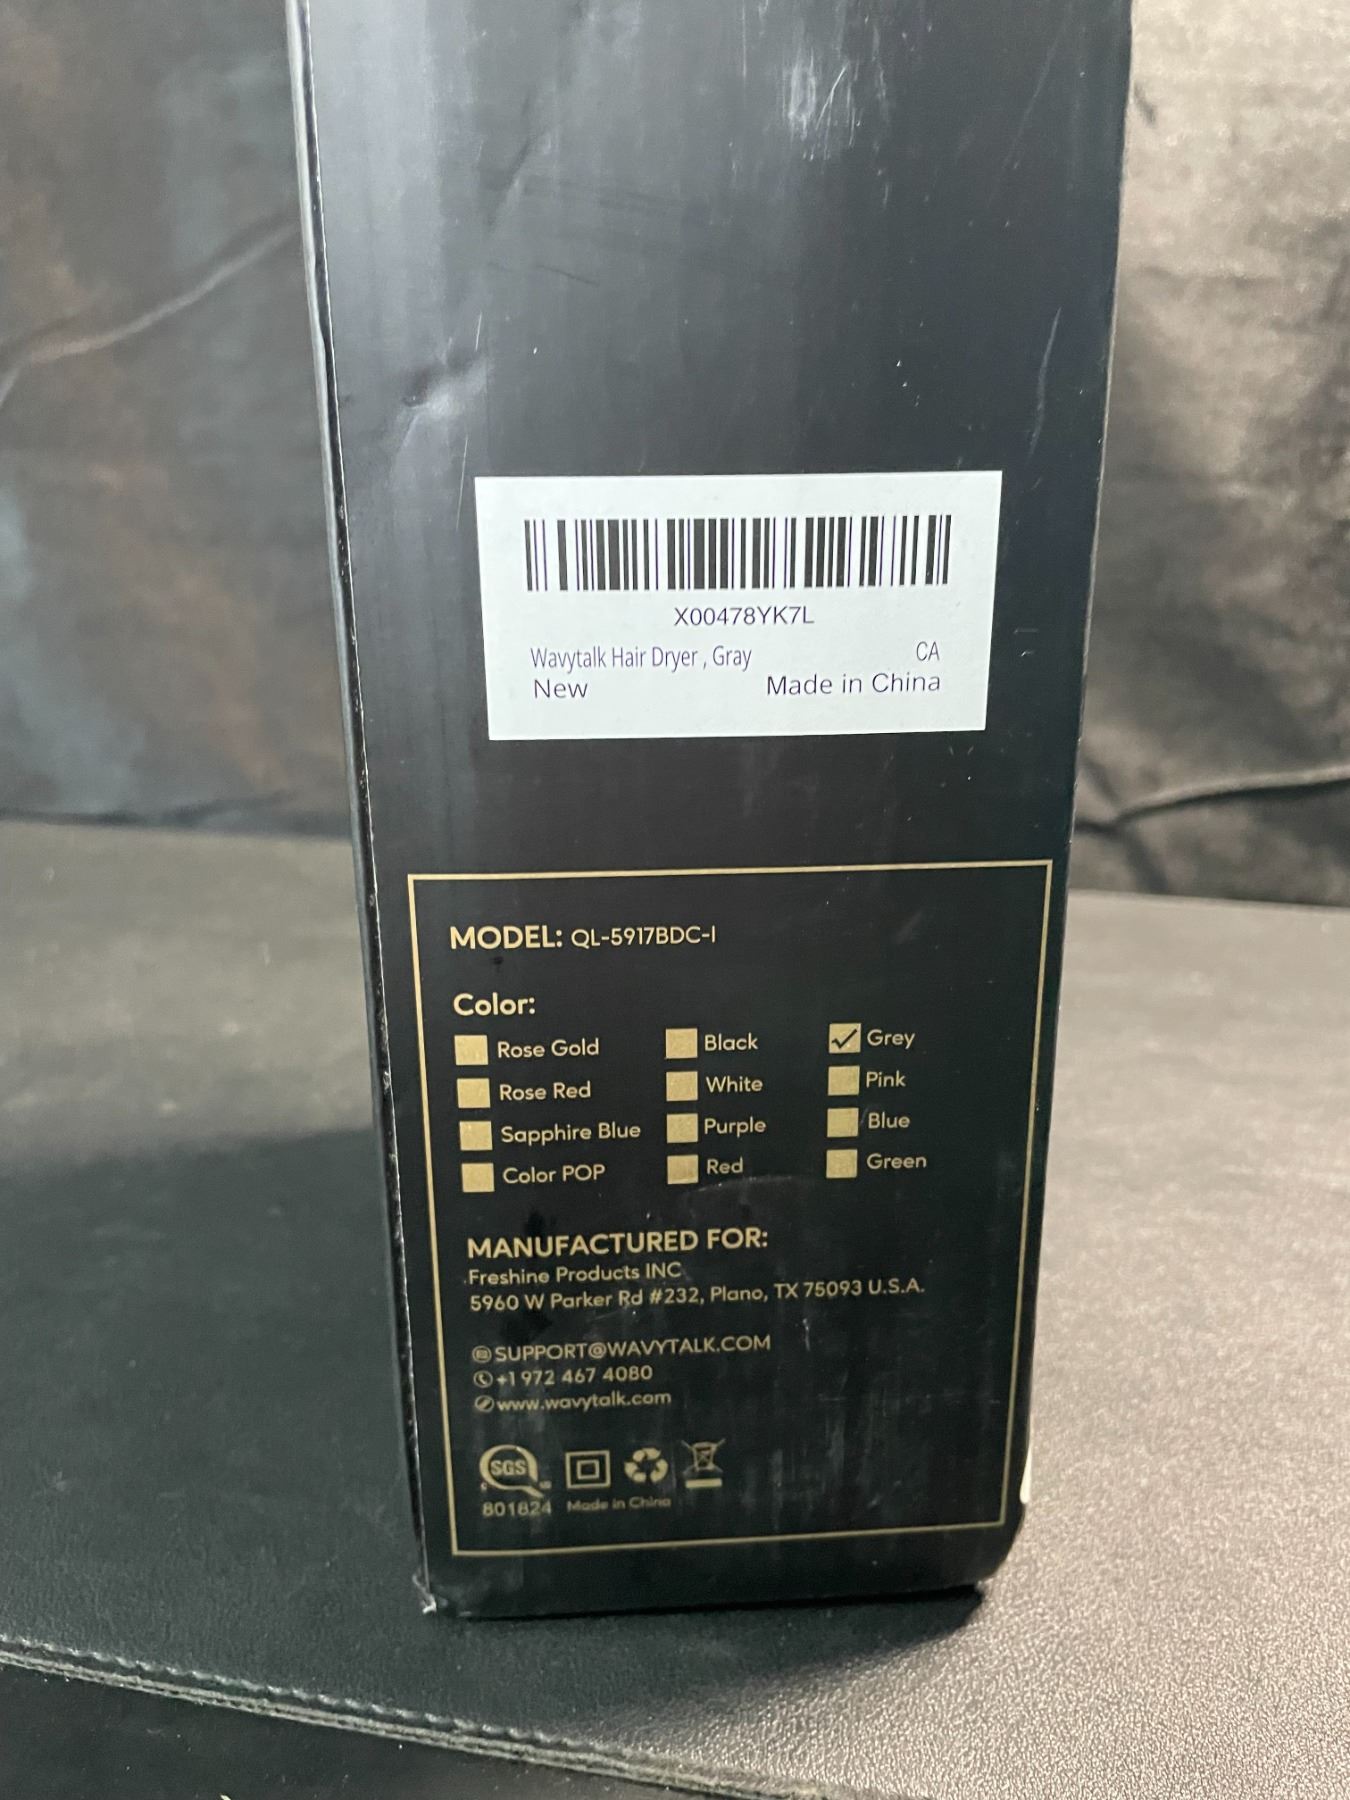 X00478YK7L
Wavytalk Hair Dryer , Gray CA
New Made in China
MODEL: QL-5917BDC-I
Color:
Rose Gold Black Grey
Rose Red White Pink
Sapphire Blue Purple Blue
Color POP Red Green
MANUFACTURED FOR:
Freshine Products INC
5960 W Parker Rd #232, Plano, TX 75093 U.S.A.
SUPPORT@WAVYTALK.COM
+1 972 467 4080
www.wavytalk.com
SGS
801824 Made in China